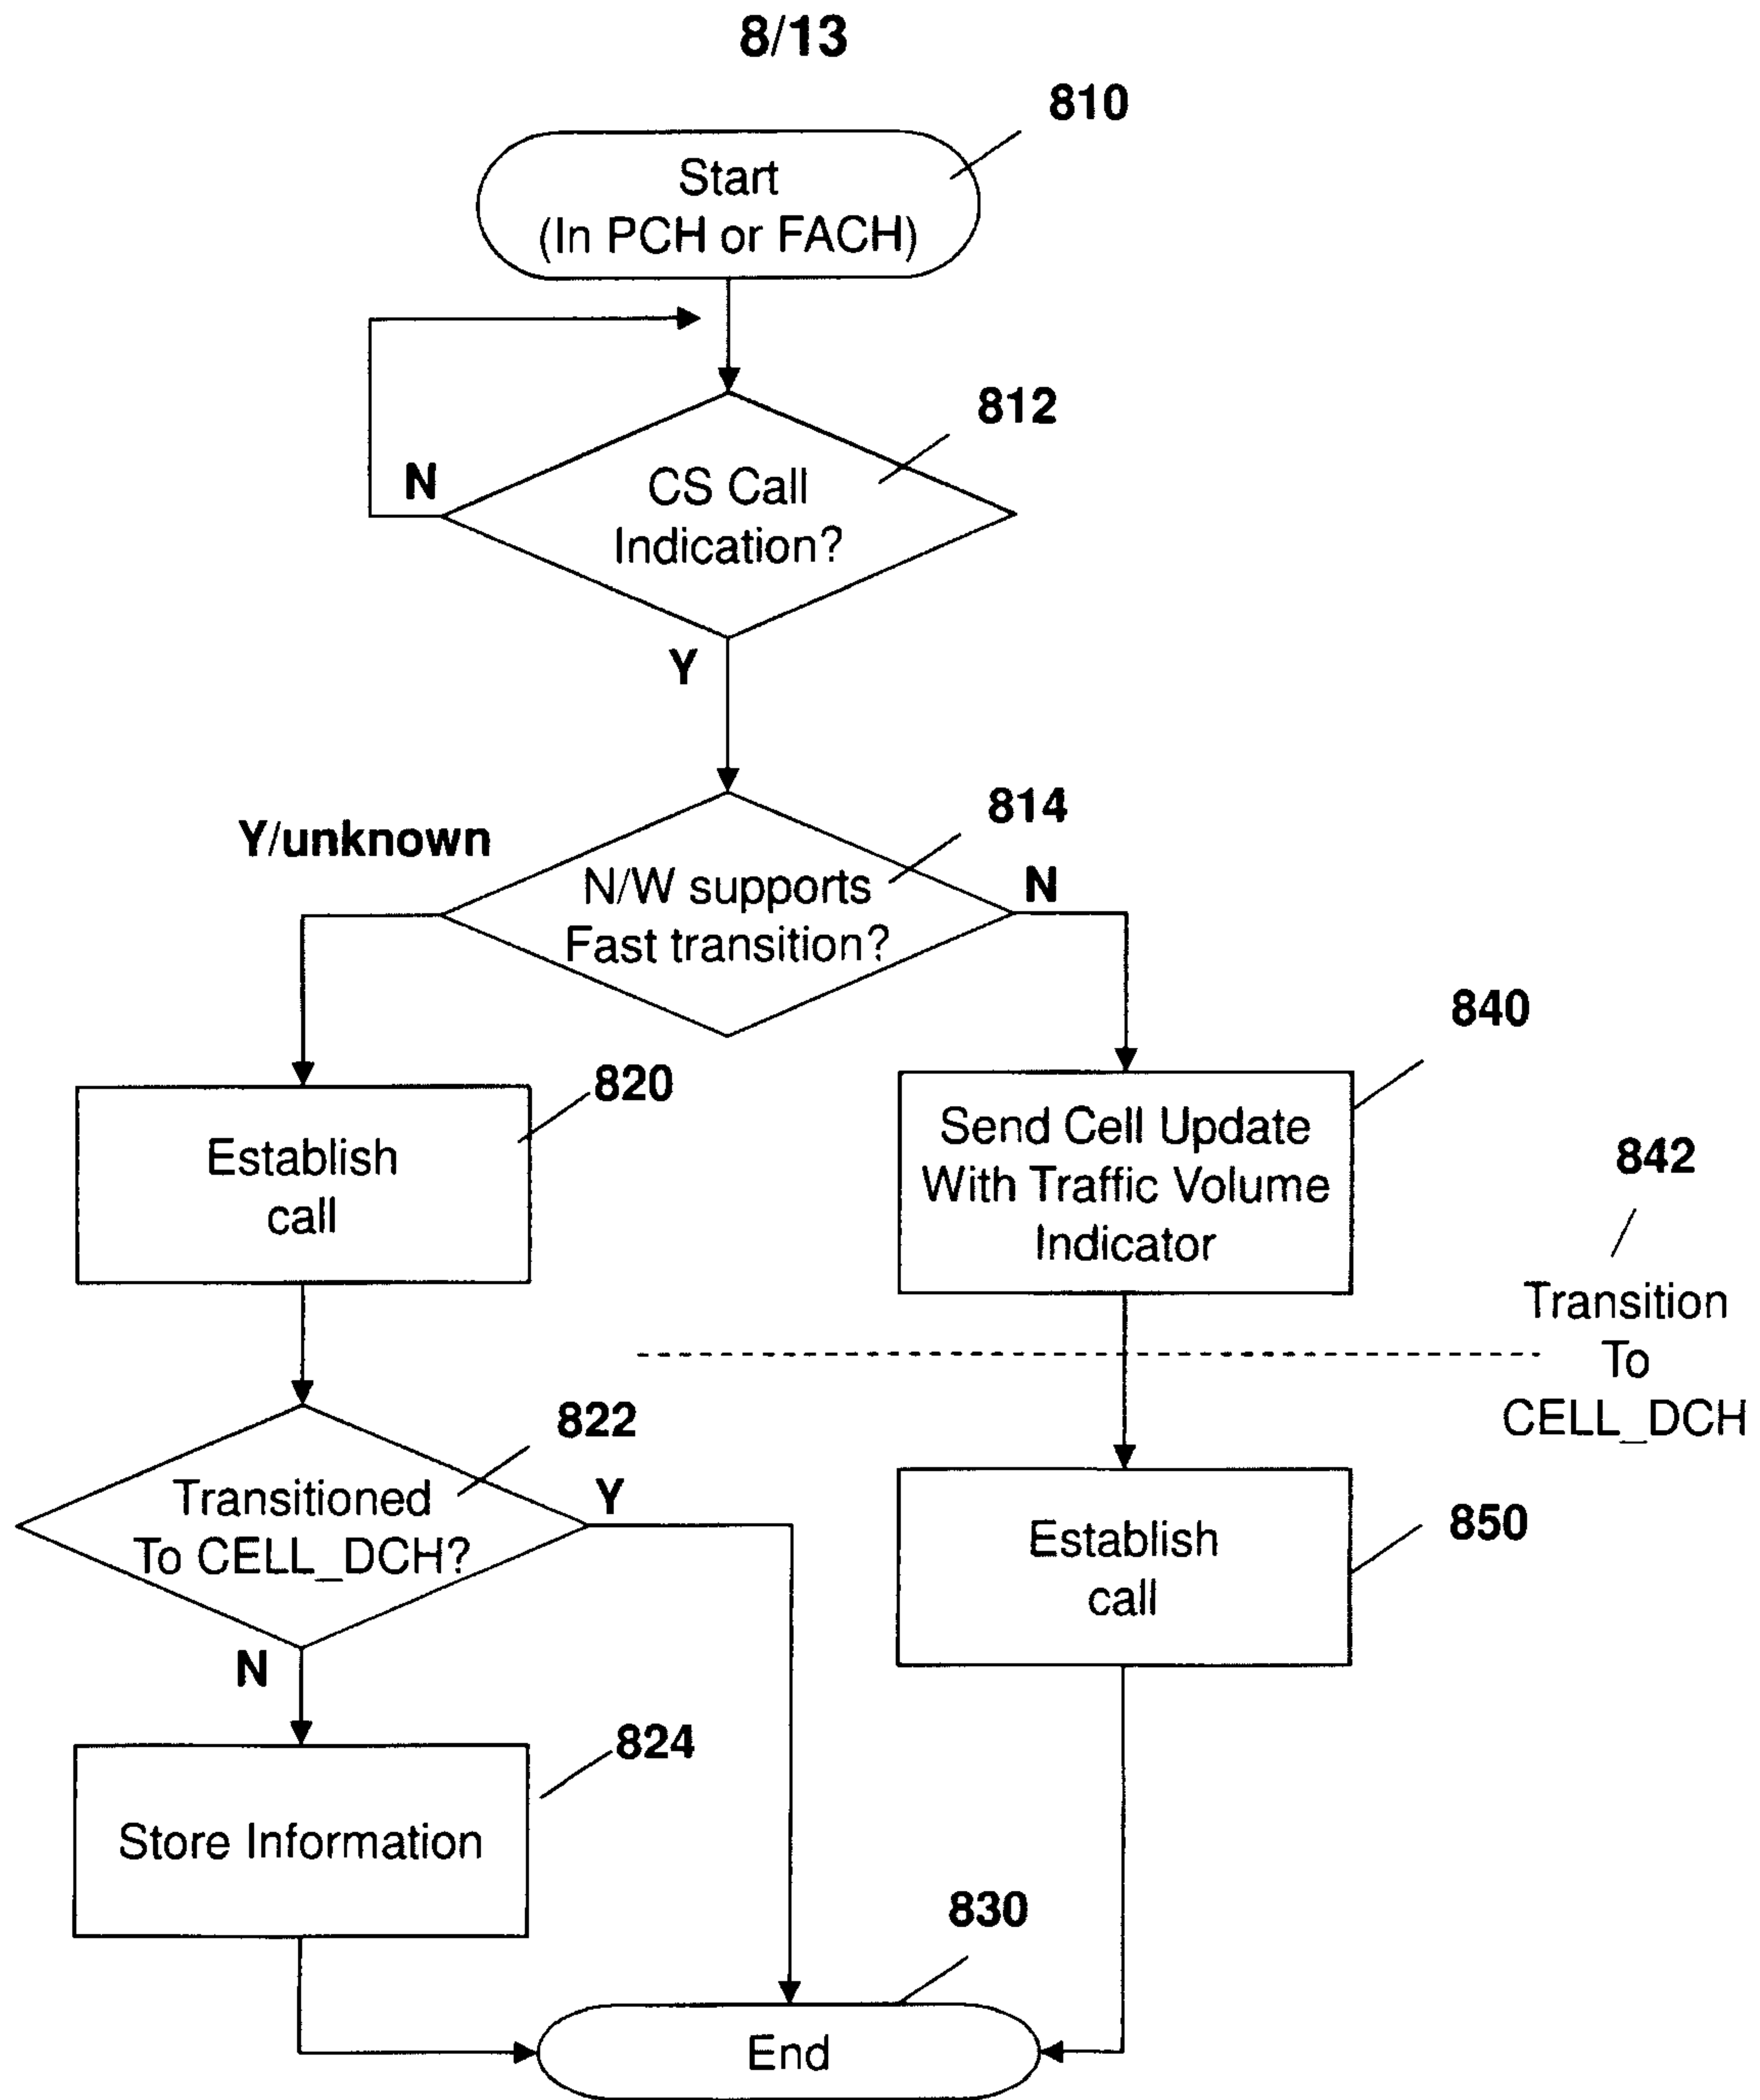 8/13
810
Start
(In PCH or FACH)
812
N
CS Call
Indication?
Y
814
Y/unknown
N/W supports
Fast transition?
N
840
820
Establish
call
Send Cell Update
With Traffic Volume
Indicator
842
Transition
To
CELL_DCH
822
Transitioned
To CELL_DCH?
Y
N
850
Establish
call
824
Store Information
830
End